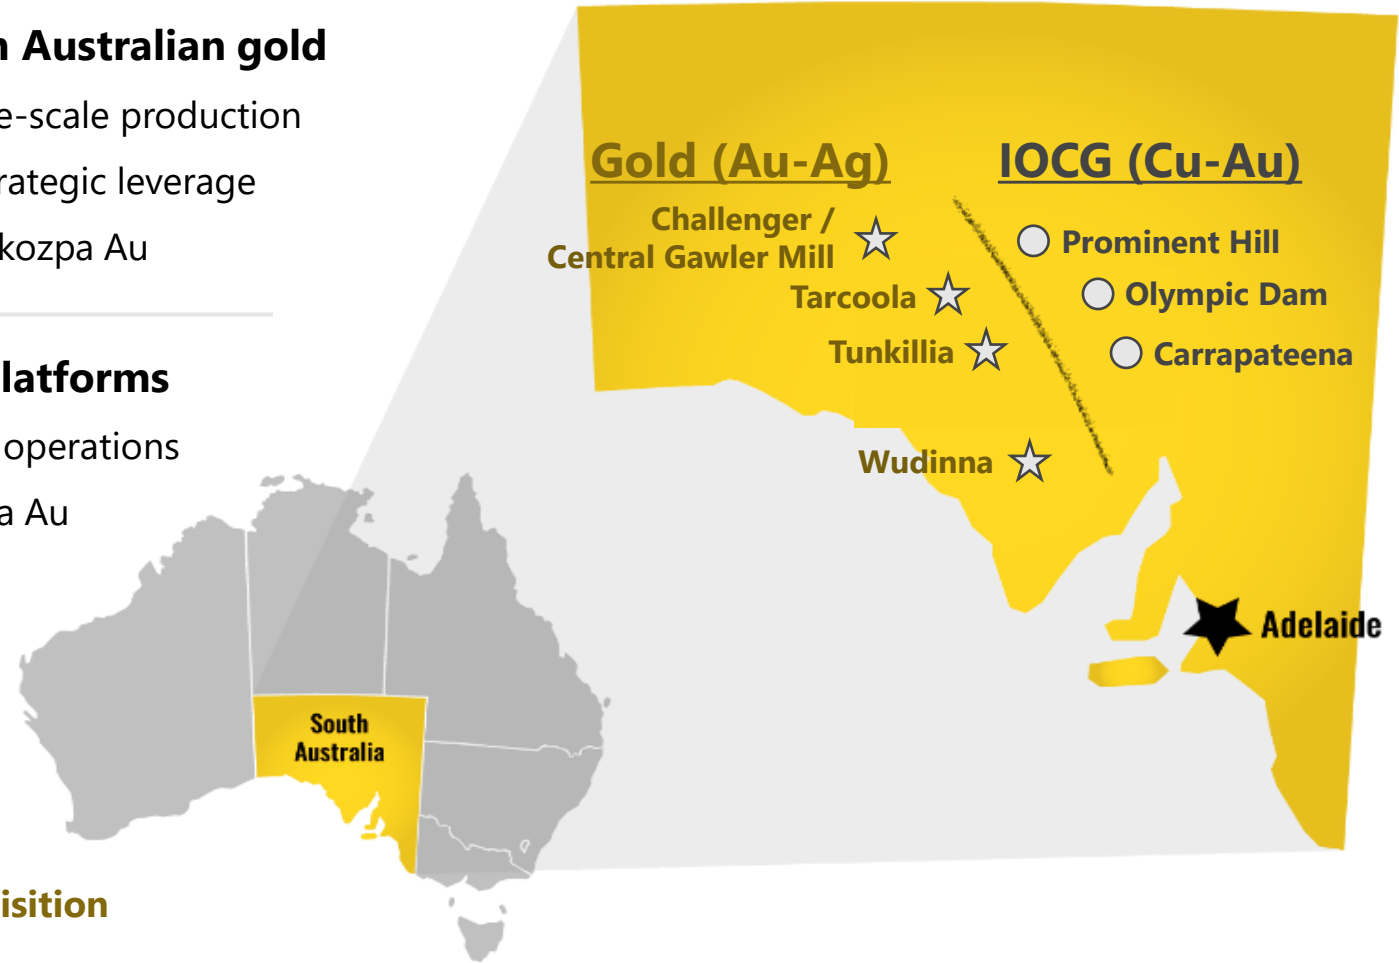 Australian gold
e-scale production
rategic leverage
kozpa Au
latforms
operations
a Au
isition
Gold (Au-Ag)
IOCG (Cu-Au)
Challenger /
Central Gawler Mill
Tarcoola
Tunkillia
Wudinna
Prominent Hill
Olympic Dam
Carrapateena
Adelaide
South
Australia